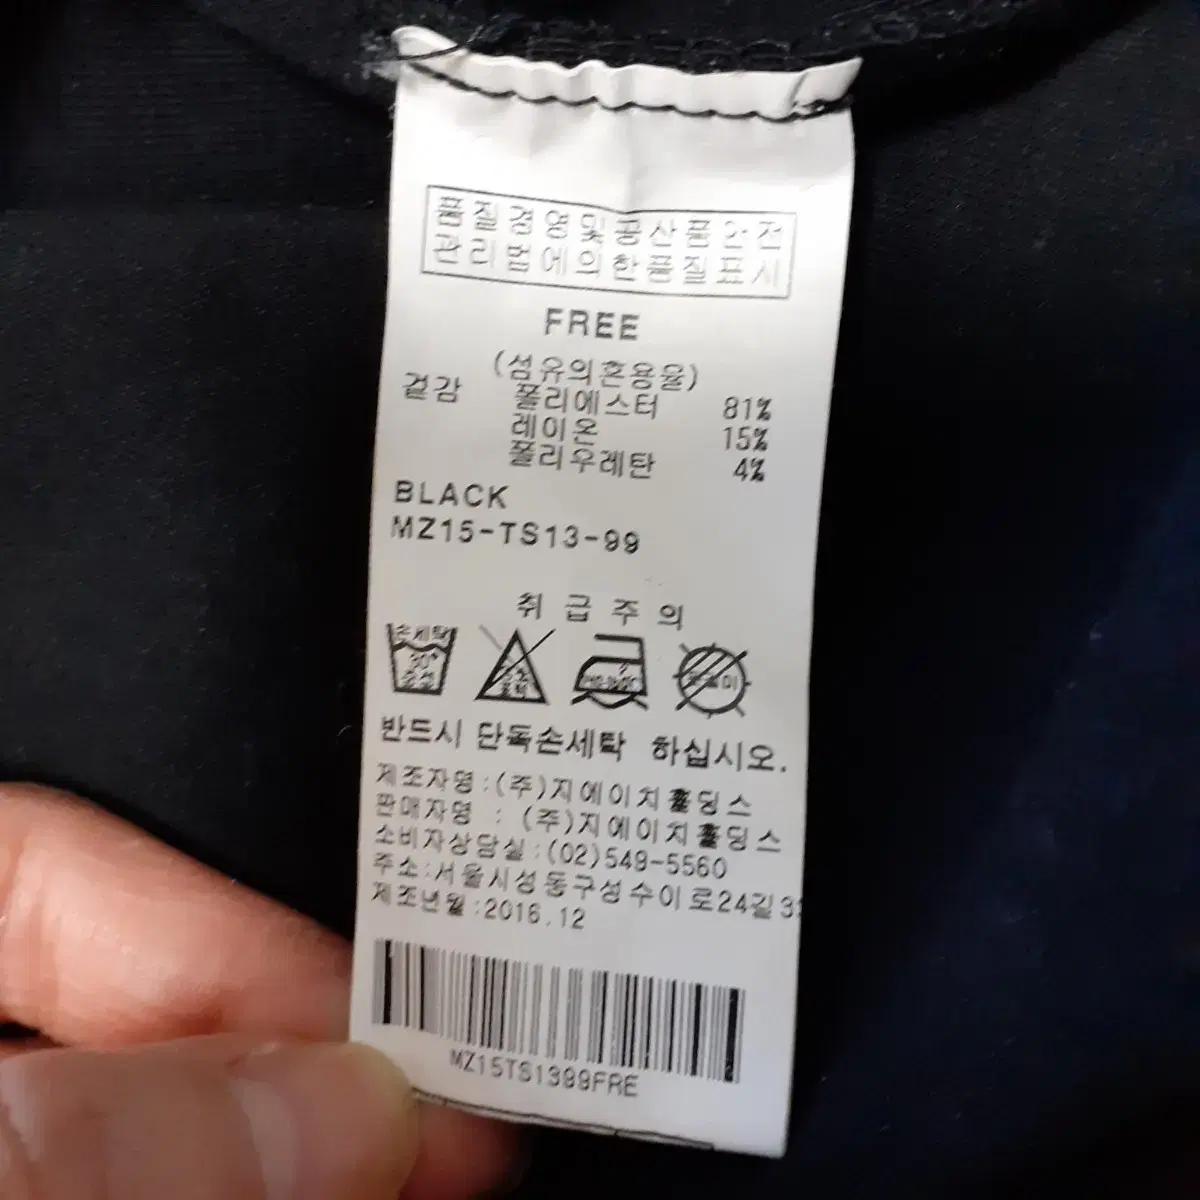 품질경영및공산품안전
관리법에의한품질표시
FREE
(섬유의혼용율)
겉감 폴리에스터 81%
레이온 15%
폴리우레탄 4%
BLACK
MZ15-TS13-99
취급주의
손세탁
30°
중성
반드시 단독손세탁 하십시오.
제조자명:(주)지에이치홀딩스
판매자명 : (주)지에이치홀딩스
소비자상담실:(02)549-5560
주소:서울시성동구성수이로24길
제조년월:2016.12
MZ15TS1399FRE